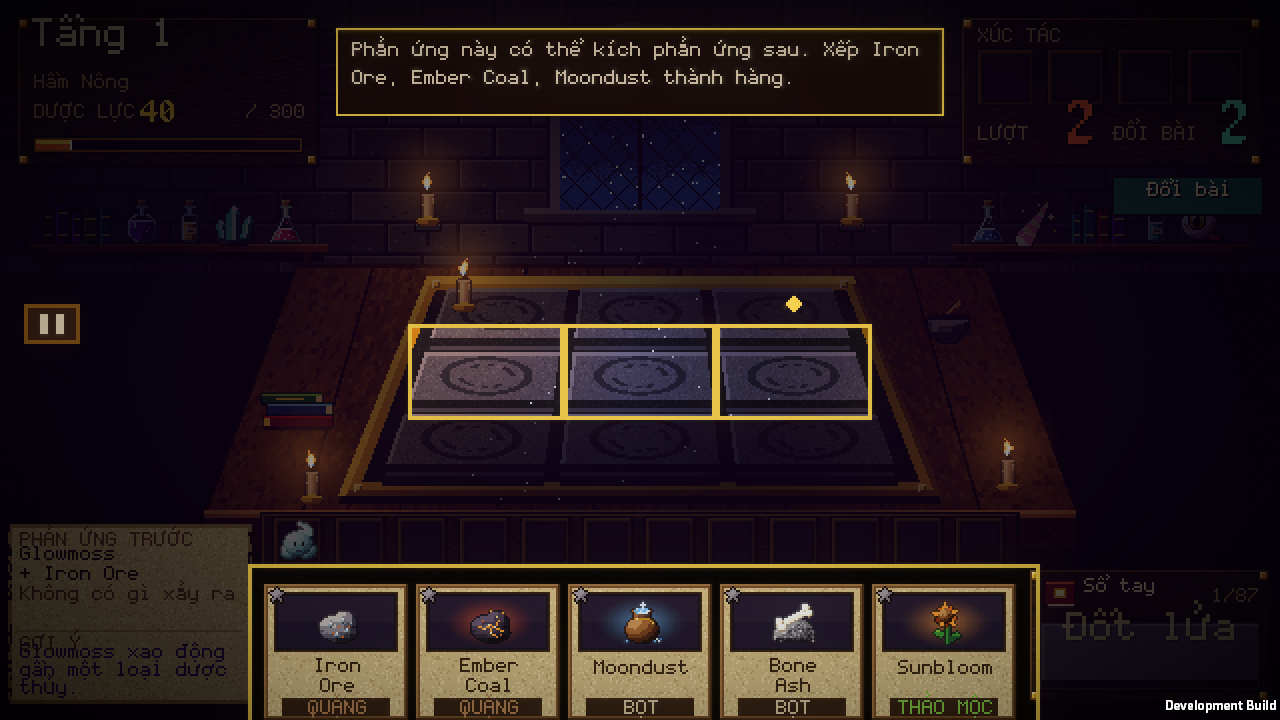 Tầng 1
Hầm Nông
DƯỢC LỰC 40 / 300
Phản ứng này có thể kích phản ứng sau. Xếp Iron
Ore, Ember Coal, Moondust thành hàng.
XÚC TÁC
LƯỢT 2 ĐỔI BÀI 2
Đổi bài
PHẢN ỨNG TRƯỚC
Glowmoss
+ Iron Ore
Không có gì xảy ra
GỢI Ý
Glowmoss xao động
gần một loại dược
thủy.
Iron
Ore
QUẶNG
Ember
Coal
QUẶNG
Moondust
BỘT
Bone
Ash
BỘT
Sunbloom
THẢO MỘC
Sổ tay
1/87
Đốt lửa
Development Build